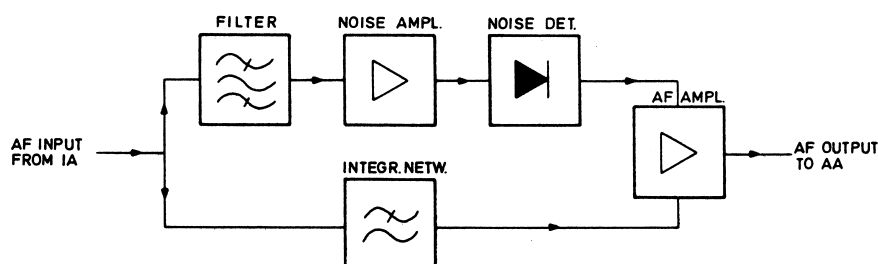 FILTER
NOISE AMPL.
NOISE DET.
AF AMPL.
AF INPUT
FROM IA
AF OUTPUT
TO AA
INTEGR. NETW.